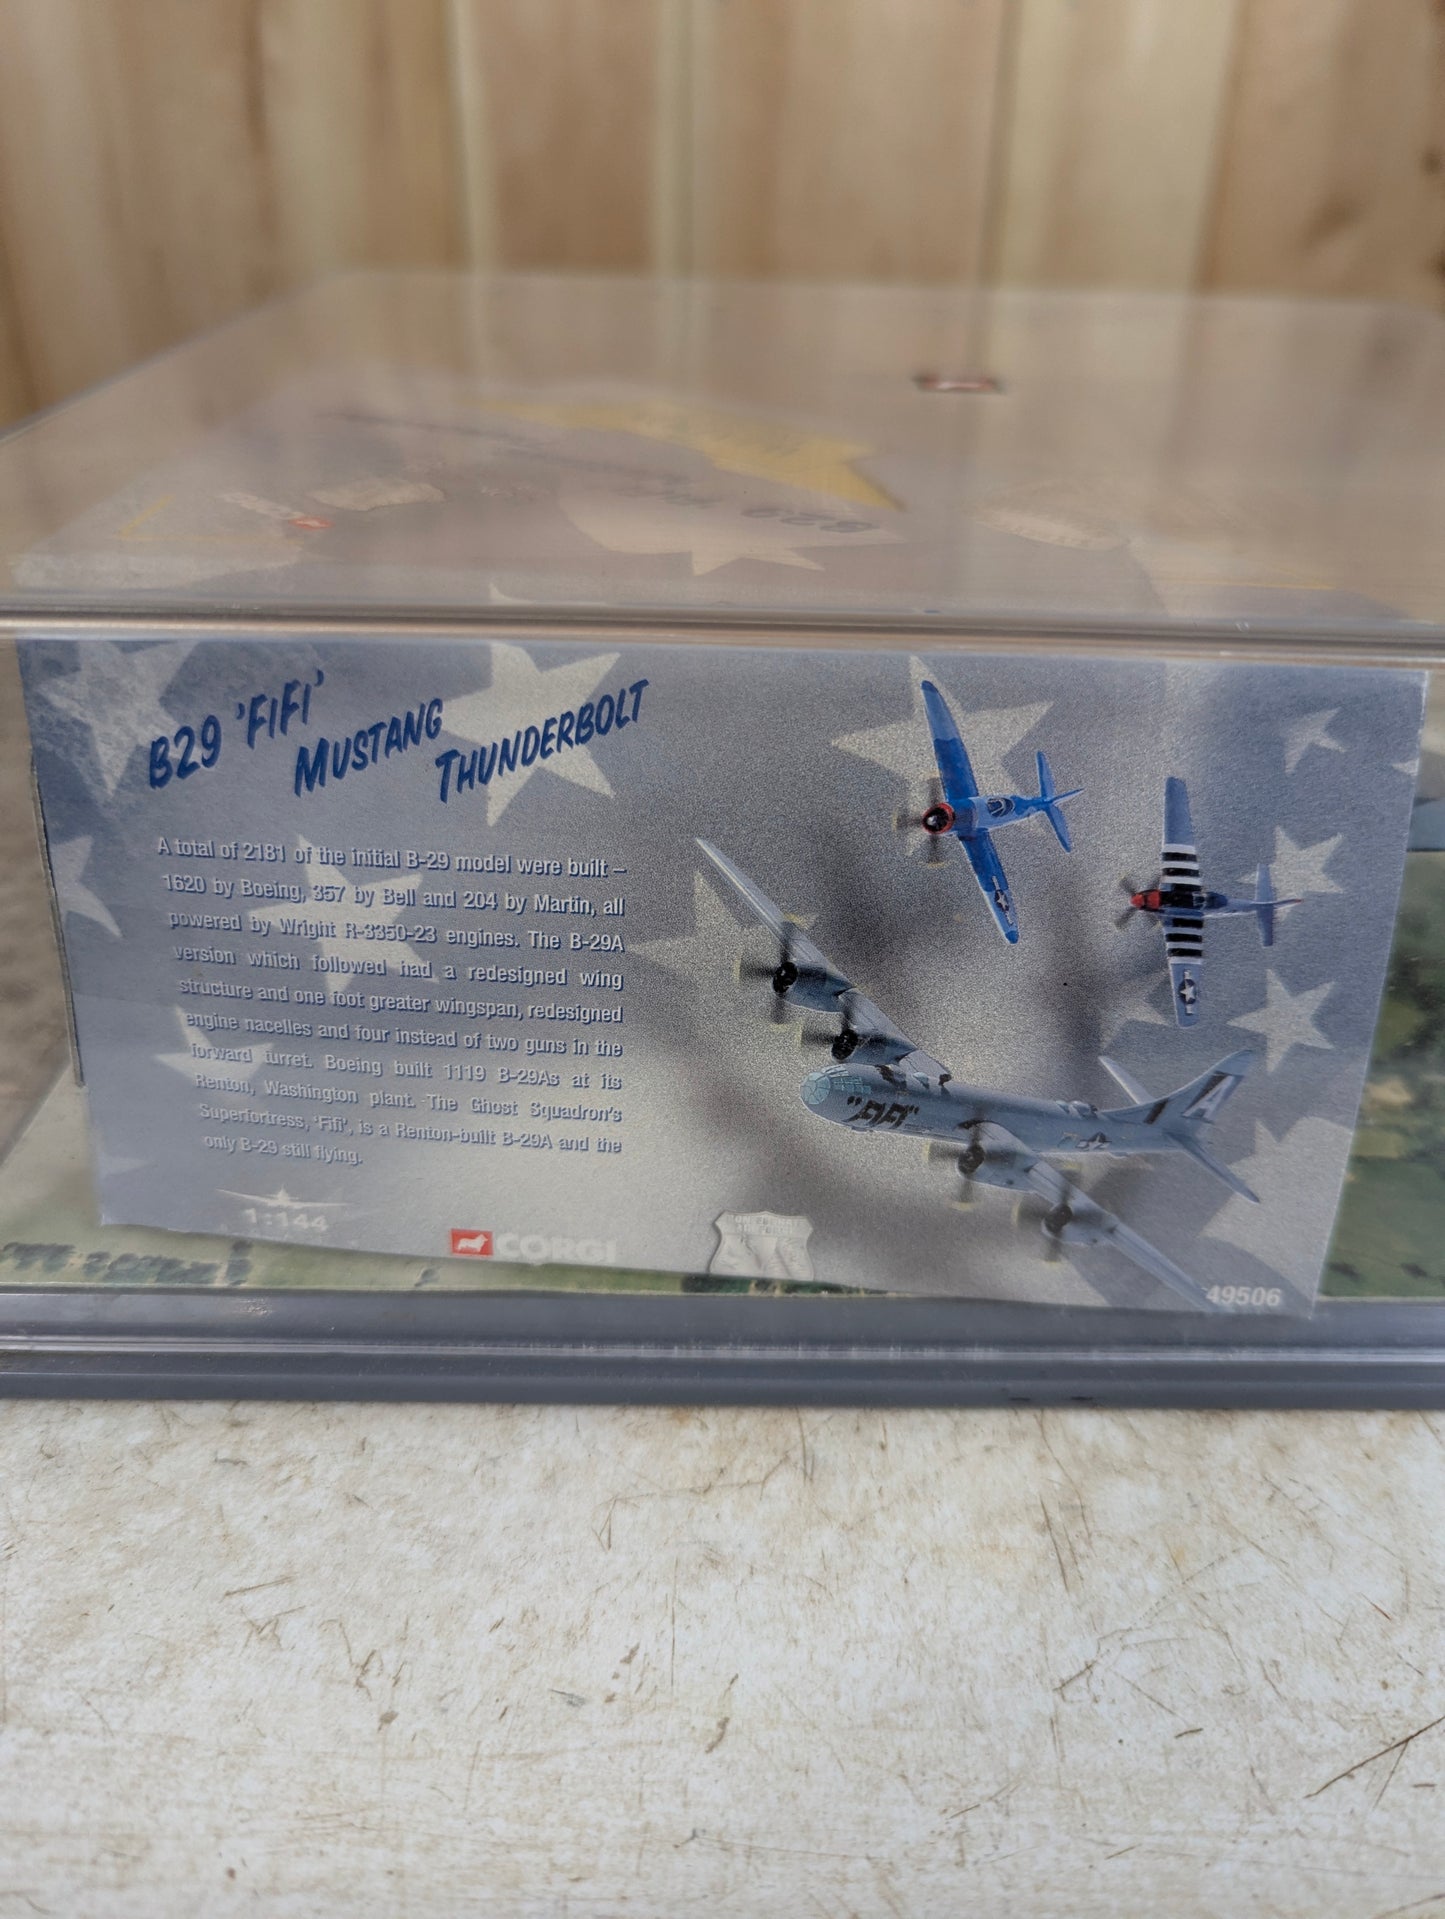 B29
B29 'FIFI'
MUSTANG
THUNDERBOLT
A total of 2181 of the initial B-29 model were built –
1620 by Boeing, 357 by Bell and 204 by Martin, all
powered by Wright R-3350-23 engines. The B-29A
version which followed had a redesigned wing
structure and one foot greater wingspan, redesigned
engine nacelles and four instead of two guns in the
forward turret. Boeing built 1119 B-29As at its
Renton, Washington plant. The Ghost Squadron's
Superfortress, 'Fifi', is a Renton-built B-29A and the
only B-29 still flying.
"FIFI"
A
1:144
CORGI
49506